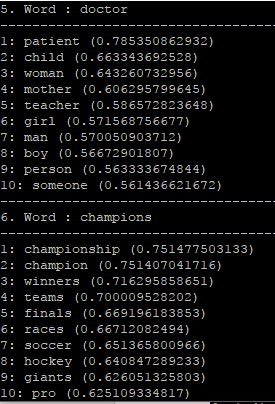 5. Word : doctor
----------------------------------------
1: patient (0.785350862932)
2: child (0.663343692528)
3: woman (0.643260732956)
4: mother (0.606295799645)
5: teacher (0.586572823648)
6: girl (0.571568756677)
7: man (0.570050903712)
8: boy (0.56672901807)
9: person (0.563333674844)
10: someone (0.561436621672)
----------------------------------------
6. Word : champions
----------------------------------------
1: championship (0.751477503133)
2: champion (0.751407041716)
3: winners (0.716295858651)
4: teams (0.700009528202)
5: finals (0.669196183853)
6: races (0.66712082494)
7: soccer (0.651365800966)
8: hockey (0.640847289233)
9: giants (0.626051325803)
10: pro (0.625109334817)